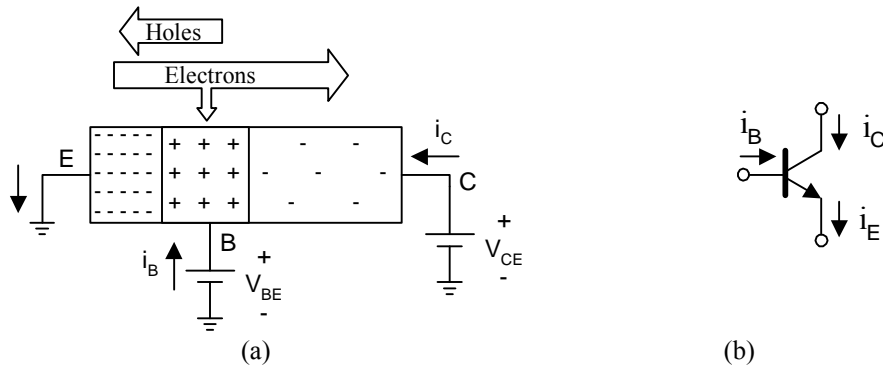 Holes
Electrons
E
- - - - -
+ + +
- -
- - - - -
+ + +
- - -
- - - - -
+ + +
- -
- - - - -
- - - - -
i_C
C
B
i_B
+
V_BE
-
+
V_CE
-
(a)
i_B
i_C
i_E
(b)